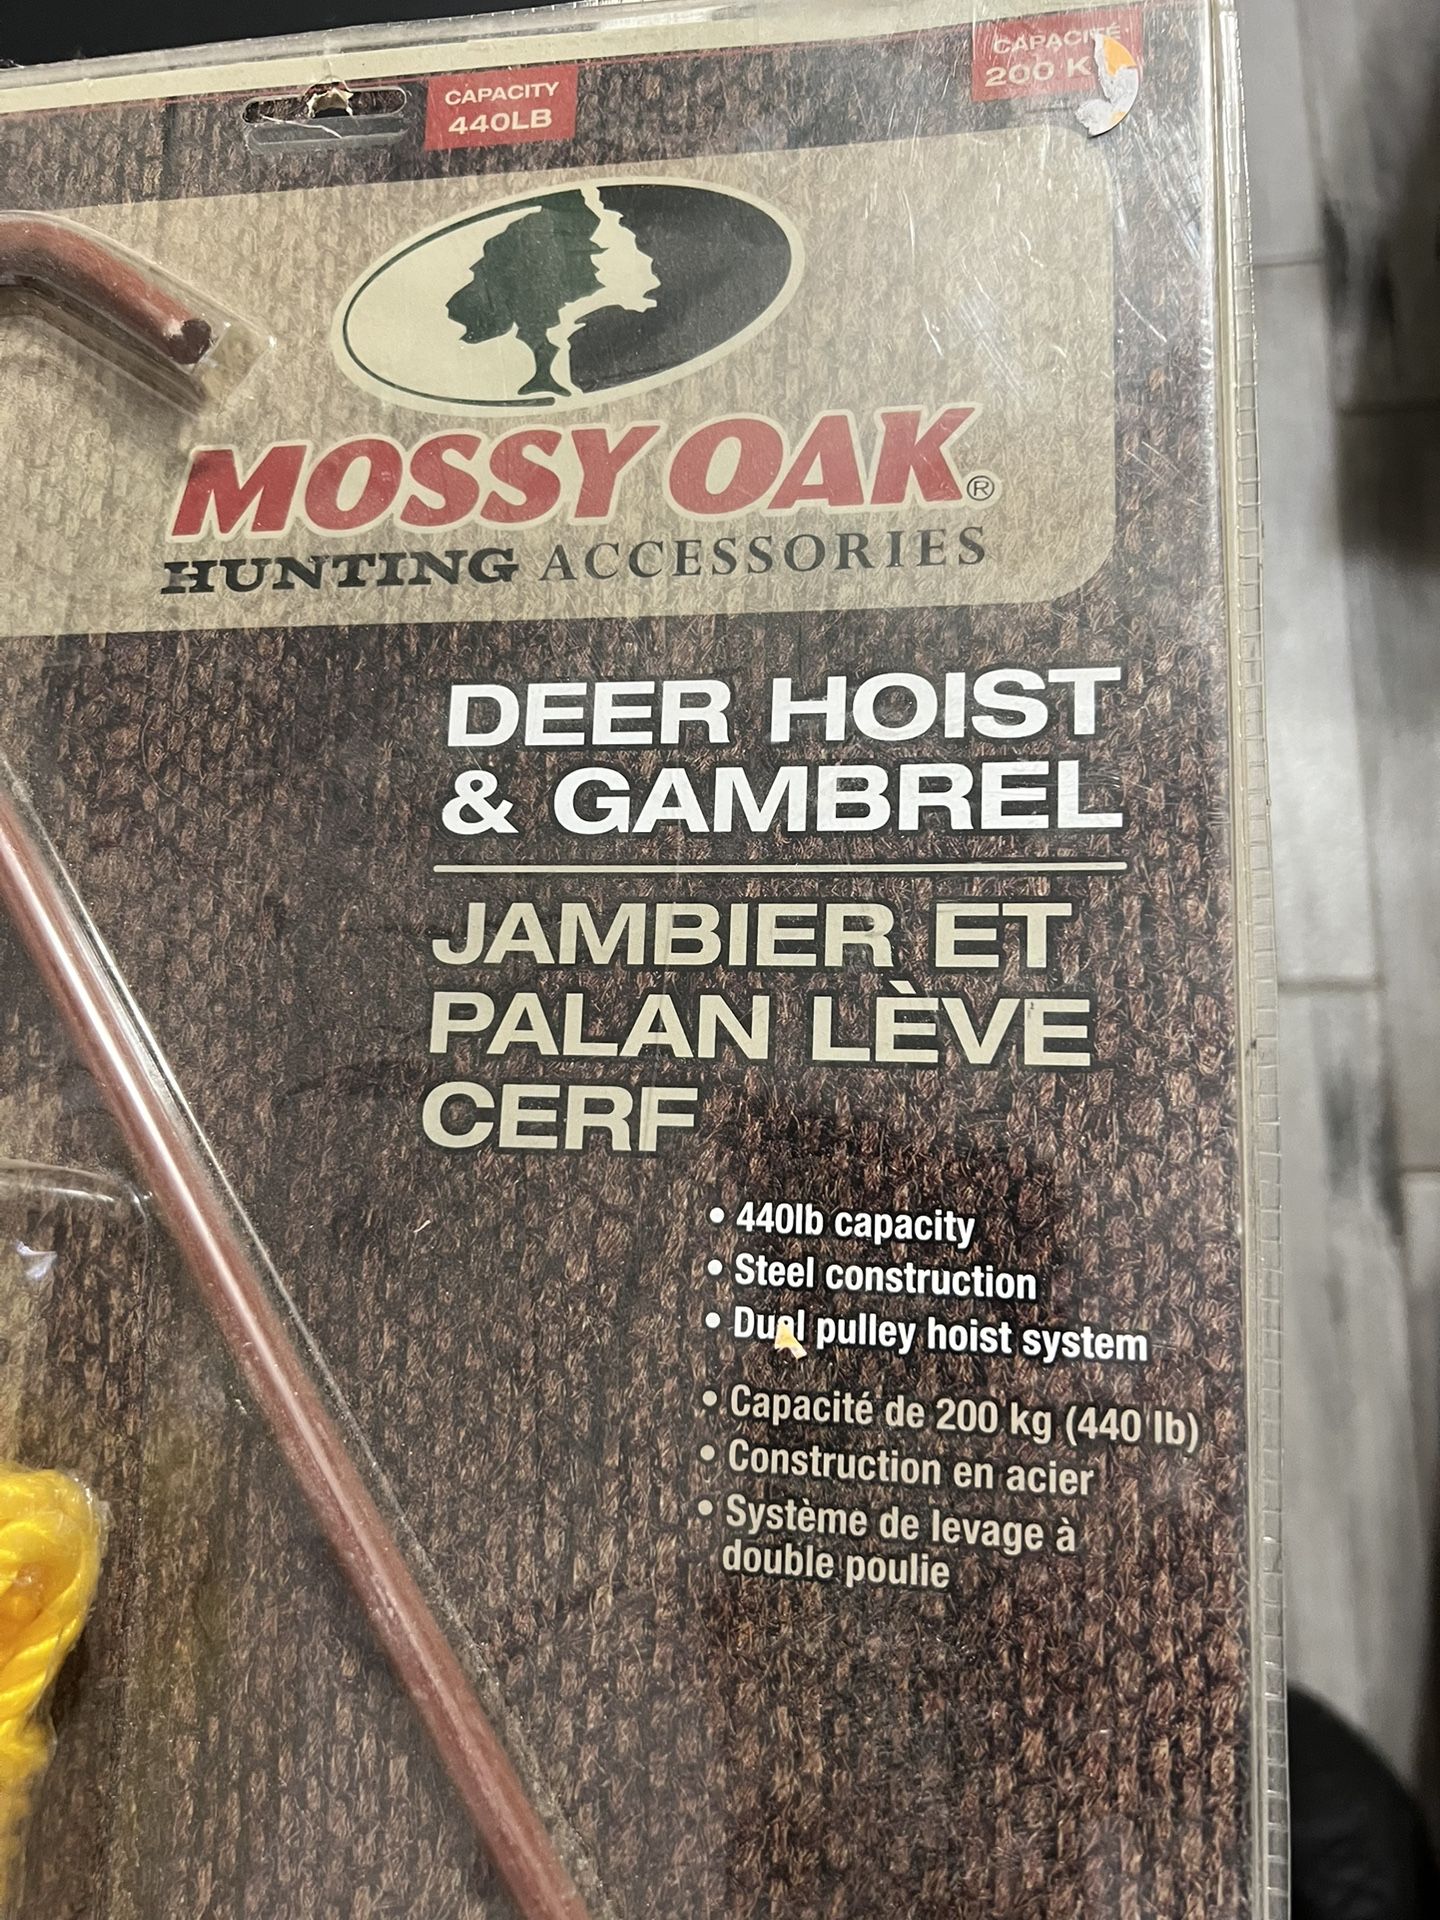 CAPACITY
440LB
CAPACITÉ
200 K
MOSSY OAK®
HUNTING ACCESSORIES
DEER HOIST
& GAMBREL
JAMBIER ET
PALAN LÈVE
CERF
• 440lb capacity
• Steel construction
• Dual pulley hoist system
• Capacité de 200 kg (440 lb)
• Construction en acier
• Système de levage à
double poulie